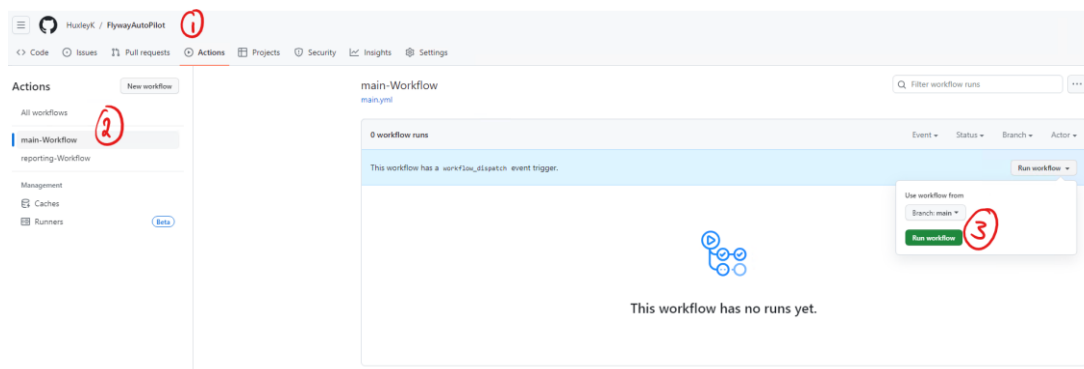 HuxleyK / FlywayAutoPilot
1
Code Issues Pull requests Actions Projects Security Insights Settings
Actions
New workflow
All workflows
2
main-Workflow
reporting-Workflow
Management
Caches
Runners Beta
main-Workflow
main.yml
Filter workflow runs
0 workflow runs
Event Status Branch Actor
This workflow has a workflow_dispatch event trigger.
Run workflow
Use workflow from
Branch: main
Run workflow
3
This workflow has no runs yet.